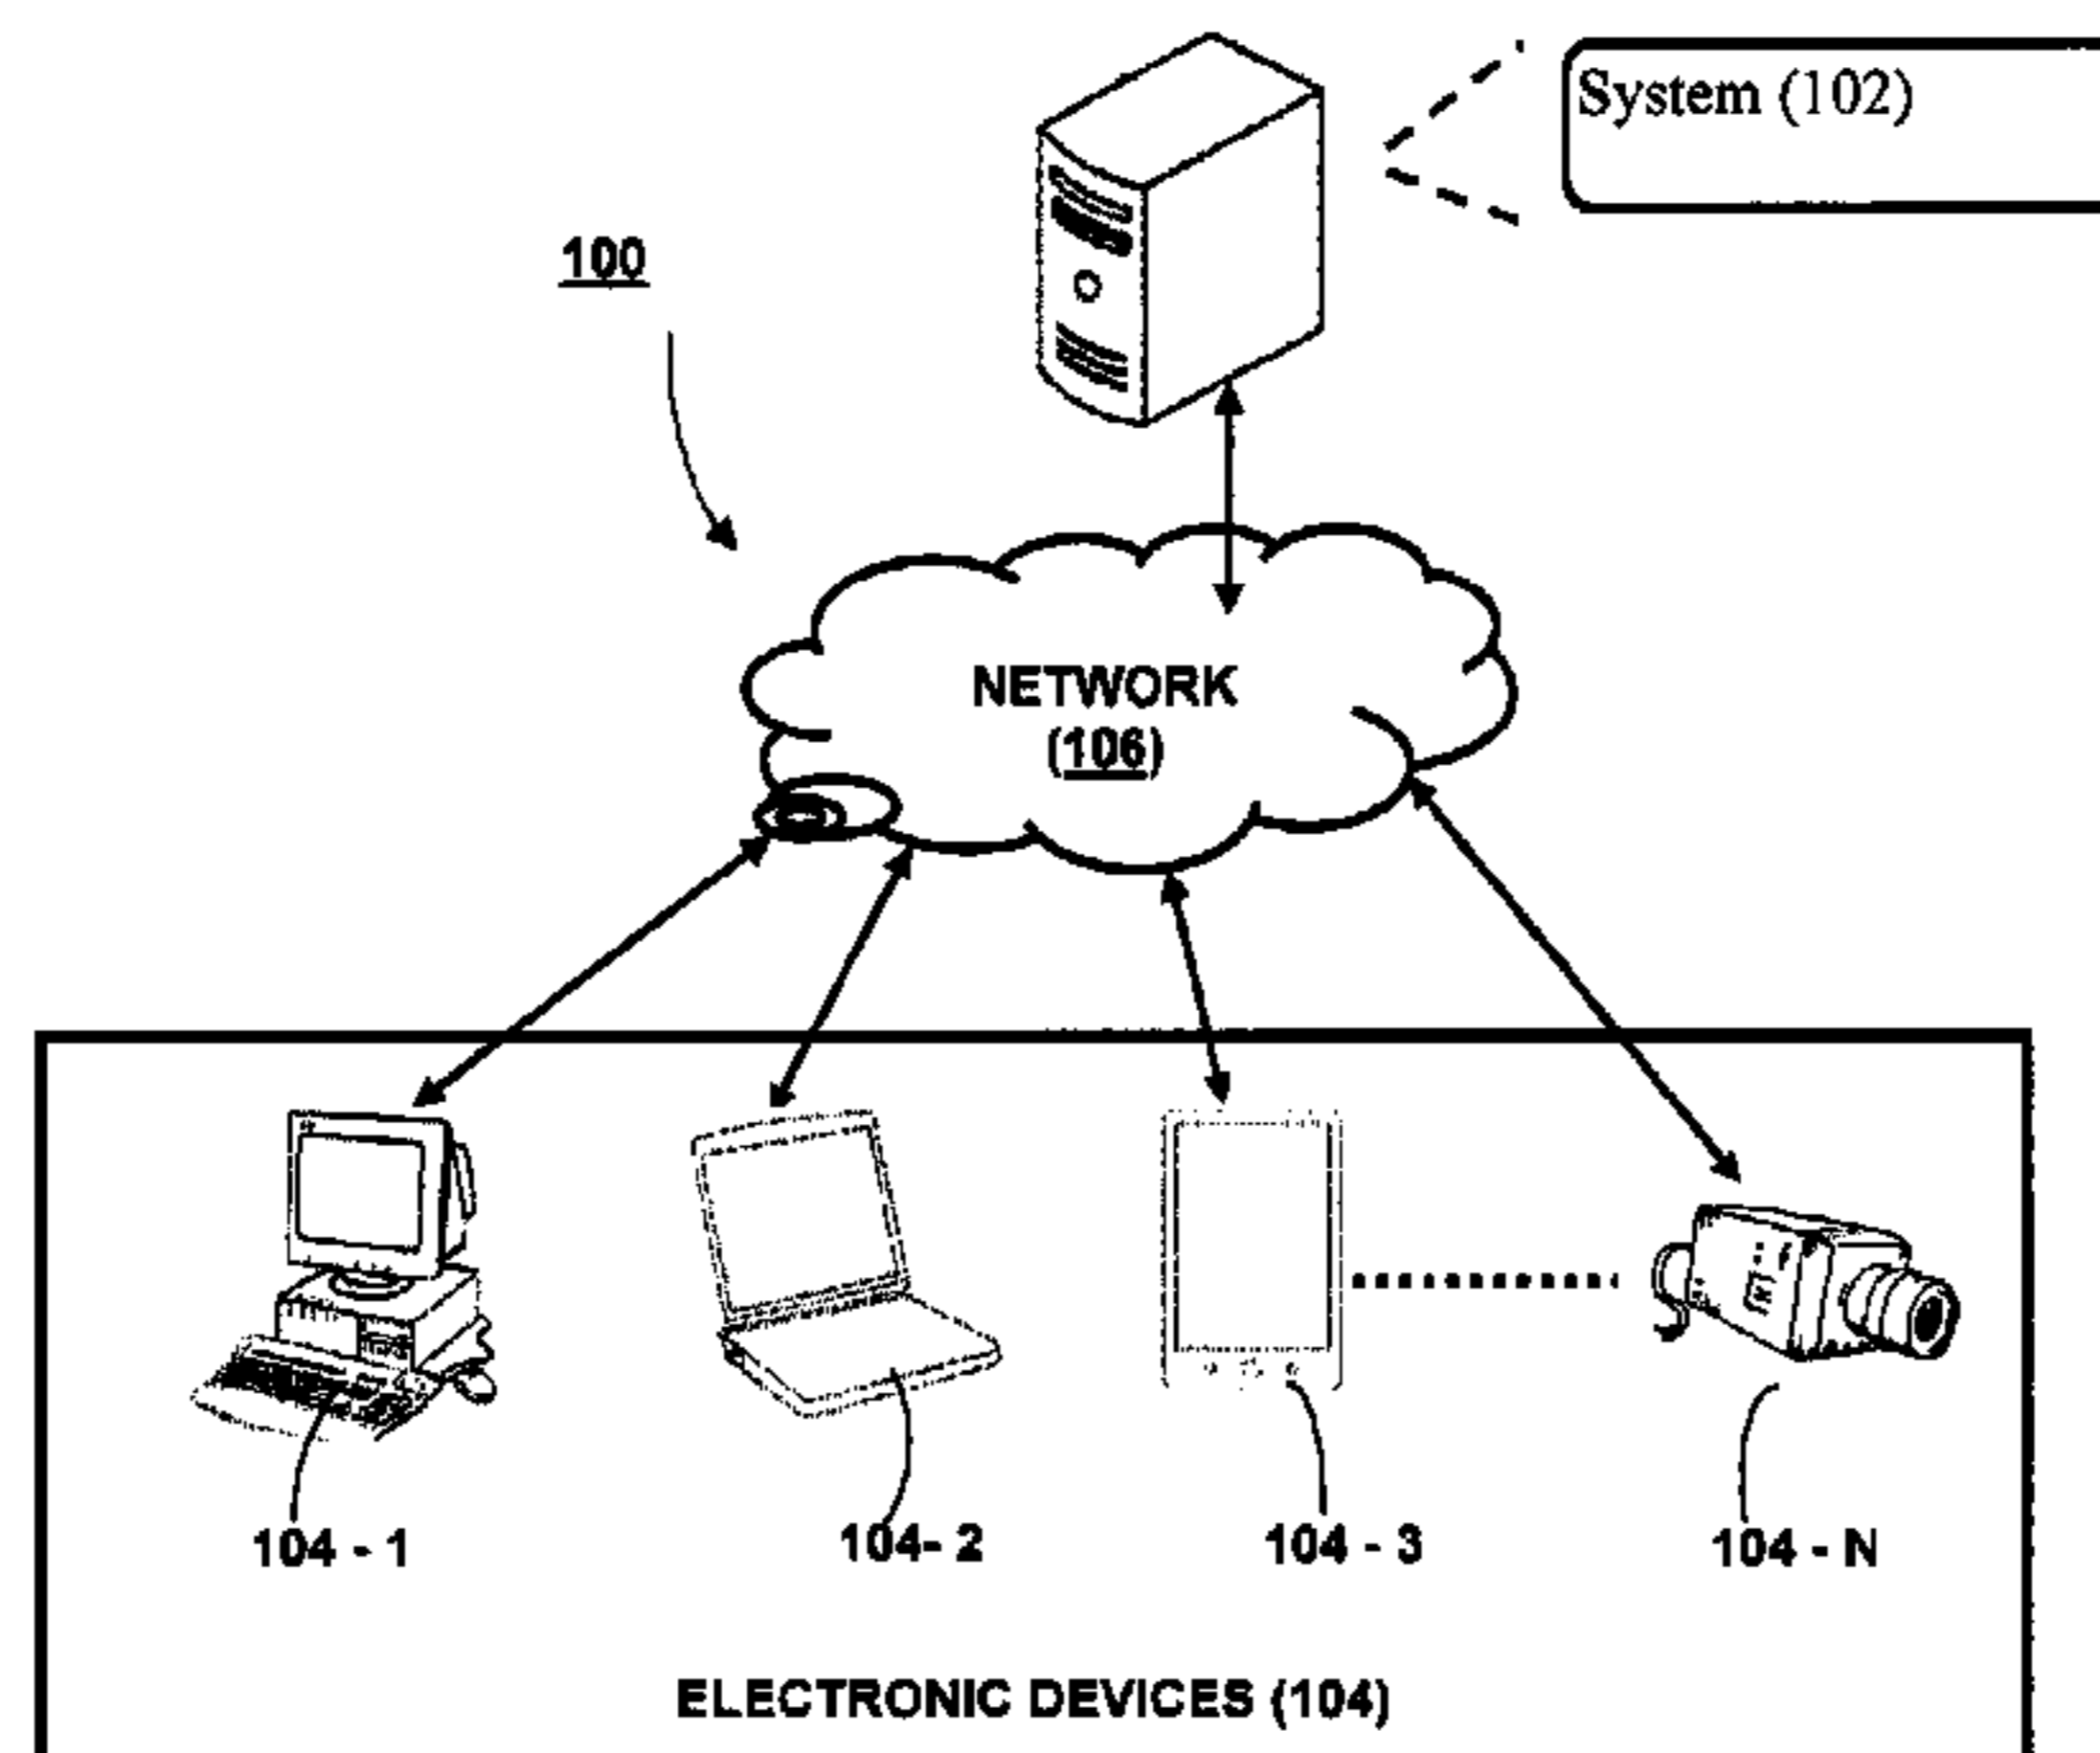 System (102)
100
NETWORK
(106)
104 - 1
104- 2
104 - 3
104 - N
ELECTRONIC DEVICES (104)